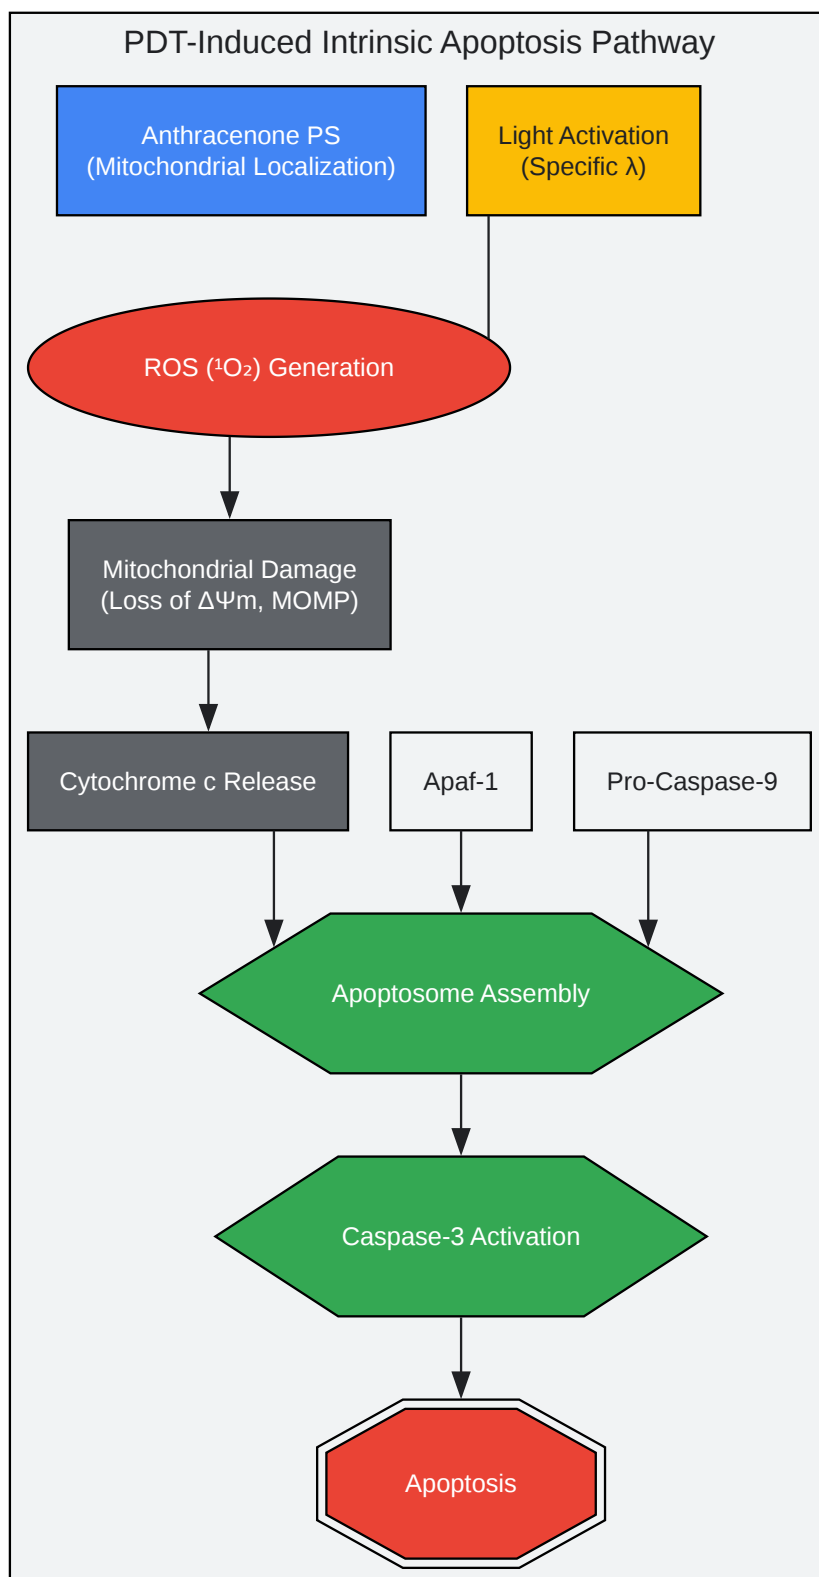 PDT-Induced Intrinsic Apoptosis Pathway
Anthracenone PS
(Mitochondrial Localization)
Light Activation
(Specific λ)
ROS (¹O₂) Generation
Mitochondrial Damage
(Loss of ΔΨm, MOMP)
Cytochrome c Release
Apaf-1
Pro-Caspase-9
Apoptosome Assembly
Caspase-3 Activation
Apoptosis